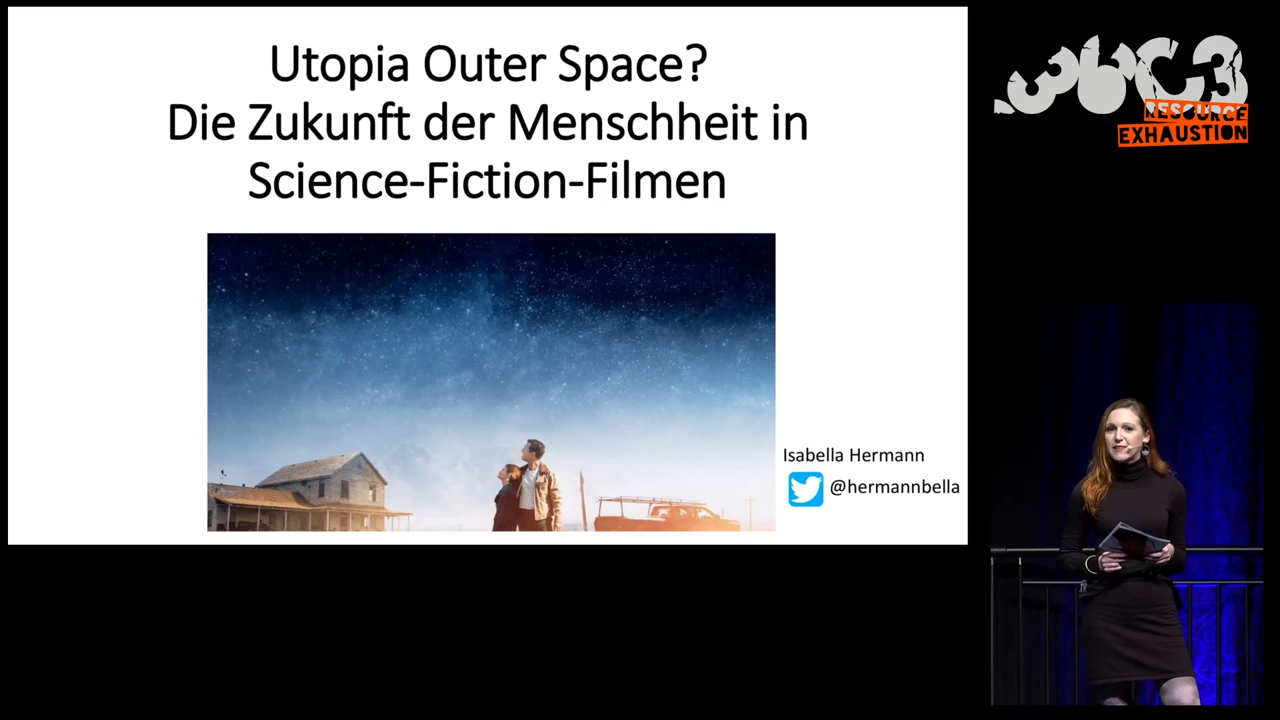 Utopia Outer Space?
Die Zukunft der Menschheit in
Science-Fiction-Filmen
Isabella Hermann
@hermannbella
36C3
RESOURCE
EXHAUSTION